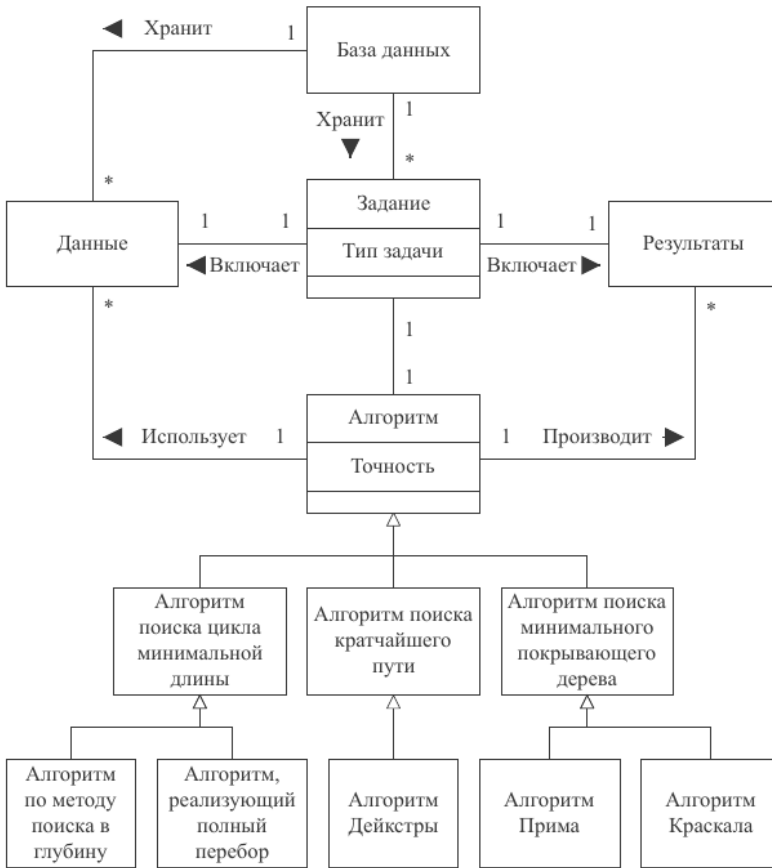 Хранит
1
База данных
1
Хранит
*
*
Данные
1
1
Задание
Тип задачи
1
1
Результаты
Включает
Включает
*
1
*
1
Использует
1
Алгоритм
Точность
1
Производит
Алгоритм
поиска цикла
минимальной
длины
Алгоритм поиска
кратчайшего
пути
Алгоритм поиска
минимального
покрывающего
дерева
Алгоритм
по методу
поиска в
глубину
Алгоритм,
реализующий
полный
перебор
Алгоритм
Дейкстры
Алгоритм
Прима
Алгоритм
Краскала